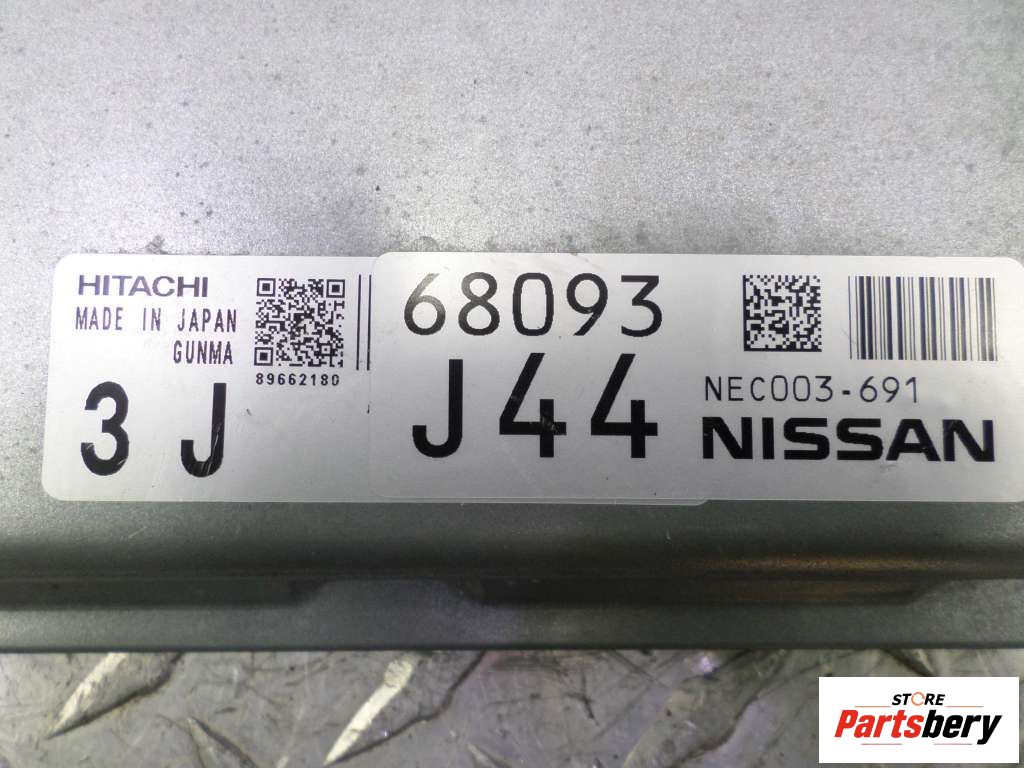 HITACHI
MADE IN JAPAN
GUNMA
89662180
3 J
68093
J44
NEC003-691
NISSAN
STORE
Partsbery